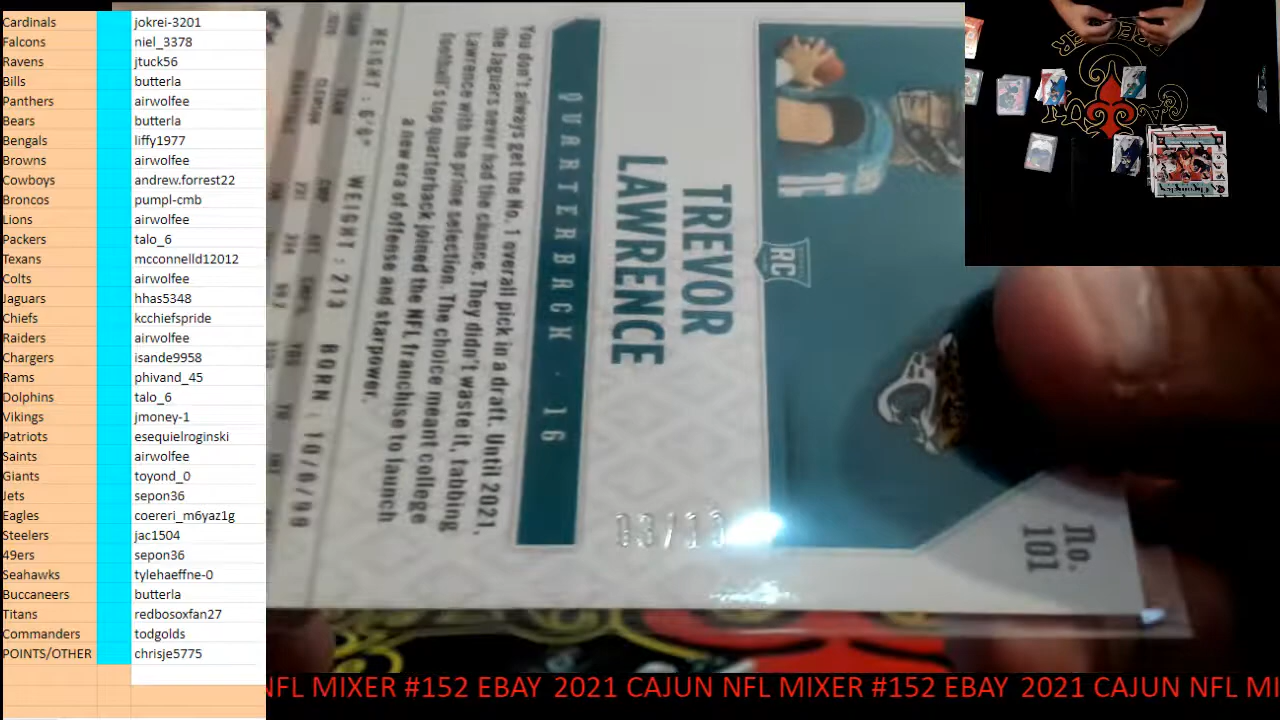 Cardinals jokrei-3201
Falcons niel_3378
Ravens jtuck56
Bills butterla
Panthers airwolfee
Bears butterla
Bengals liffy1977
Browns airwolfee
Cowboys andrew.forrest22
Broncos pumpl-cmb
Lions airwolfee
Packers talo_6
Texans mcconnelld12012
Colts airwolfee
Jaguars hhas5348
Chiefs kcchiefspride
Raiders airwolfee
Chargers isande9958
Rams phivand_45
Dolphins talo_6
Vikings jmoney-1
Patriots esequielroginski
Saints airwolfee
Giants toyond_0
Jets sepon36
Eagles coereri_m6yaz1g
Steelers jac1504
49ers sepon36
Seahawks tylehaeffne-0
Buccaneers butterla
Titans redbosoxfan27
Commanders todgolds
POINTS/OTHER chrisje5775
No.
101
RC
TREVOR
LAWRENCE
QUARTERBACK · 16
You don't always get the No. 1 overall pick in a draft. Until 2021,
the Jaguars never had the chance. They didn't waste it, tabbing
Lawrence with the prime selection. The choice meant college
football's top quarterback joined the NFL franchise to launch
a new era of offense and starpower.
HEIGHT: 6'6" WEIGHT: 213 BORN: 10/6/99
NFL MIXER #152 EBAY 2021 CAJUN NFL MIXER #152 EBAY 2021 CAJUN NFL MI